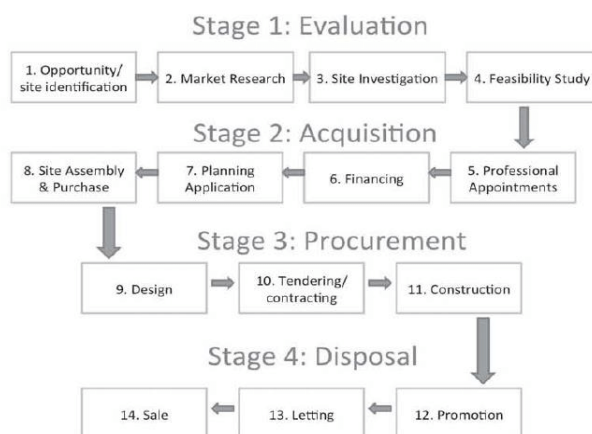 Stage 1: Evaluation
1. Opportunity/
site identification
2. Market Research
3. Site Investigation
4. Feasibility Study
Stage 2: Acquisition
5. Professional
Appointments
6. Financing
7. Planning
Application
8. Site Assembly
& Purchase
Stage 3: Procurement
9. Design
10. Tendering/
contracting
11. Construction
Stage 4: Disposal
12. Promotion
13. Letting
14. Sale